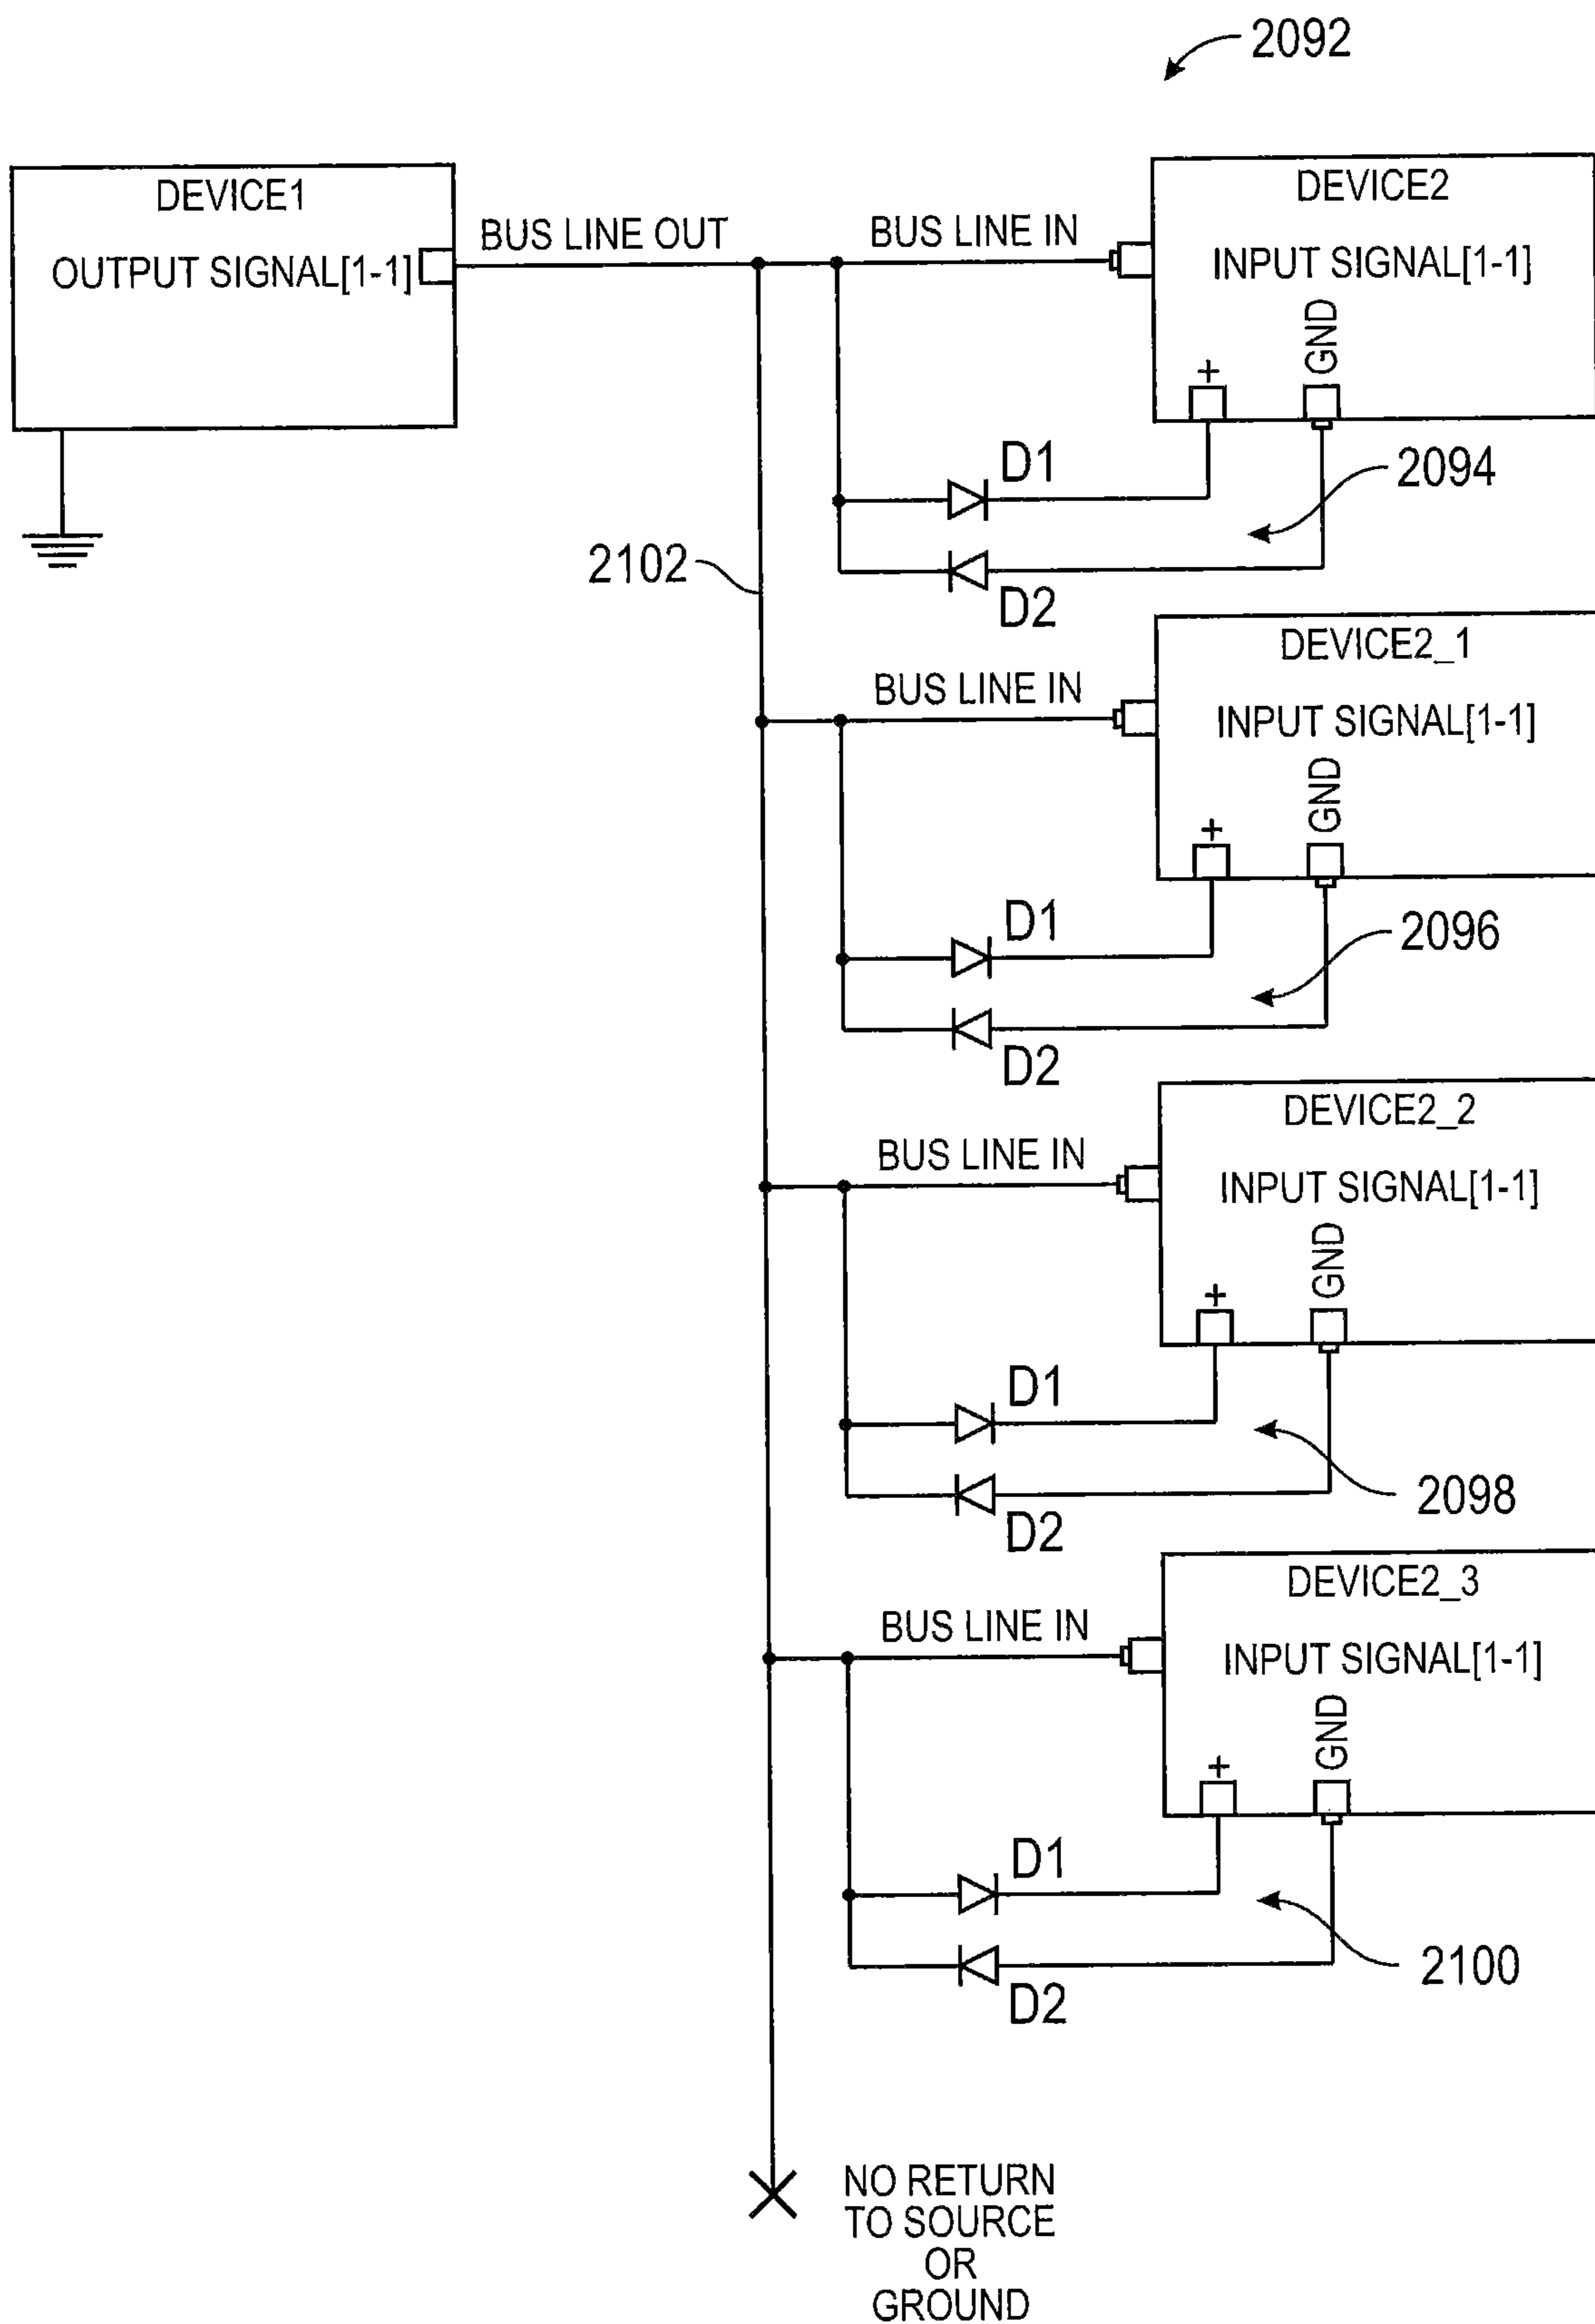 2092
DEVICE1
OUTPUT SIGNAL[1-1]
BUS LINE OUT
BUS LINE IN
DEVICE2
INPUT SIGNAL[1-1]
+
GND
D1
2094
D2
2102
BUS LINE IN
DEVICE2_1
INPUT SIGNAL[1-1]
+
GND
D1
2096
D2
BUS LINE IN
DEVICE2_2
INPUT SIGNAL[1-1]
+
GND
D1
2098
D2
BUS LINE IN
DEVICE2_3
INPUT SIGNAL[1-1]
+
GND
D1
2100
D2
NO RETURN
TO SOURCE
OR
GROUND